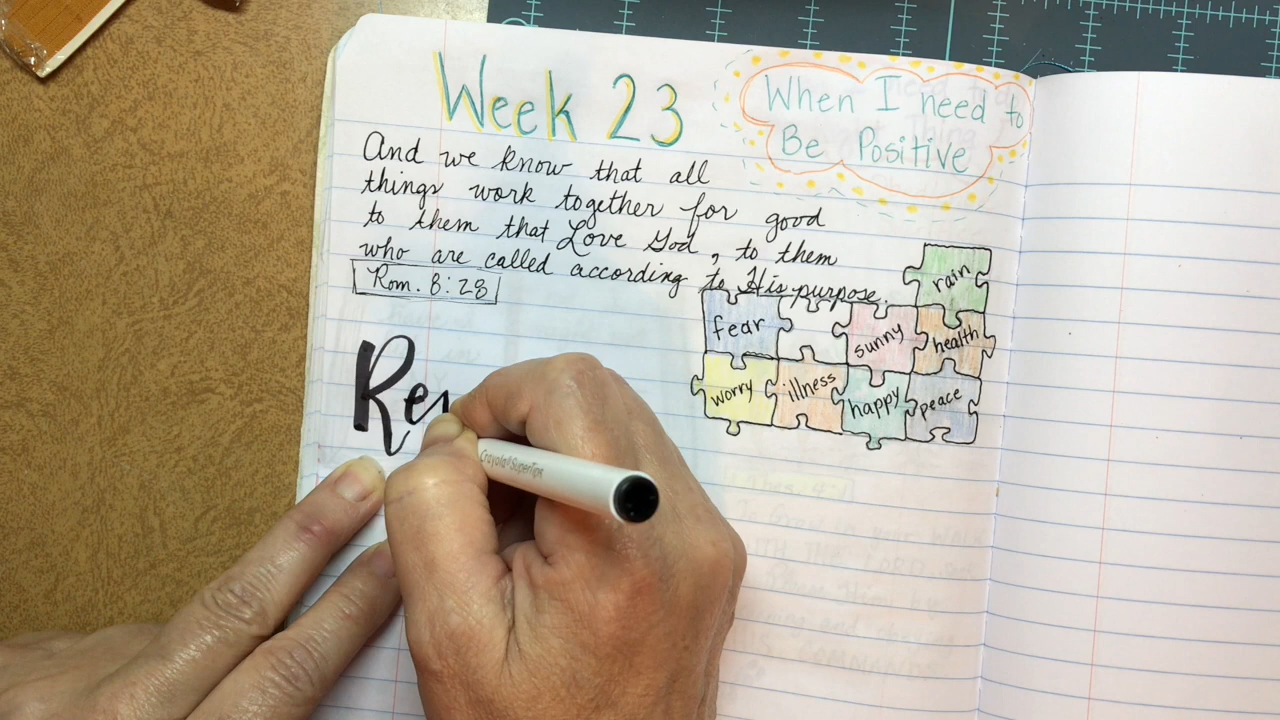 Week 23
When I need to
Be Positive
And we know that all
things work together for good
to them that Love God, to them
who are called according to His purpose.
Rom. 8:28
rain
fear
sunny
health
worry
illness
happy
peace
Re
Crayola SuperTips